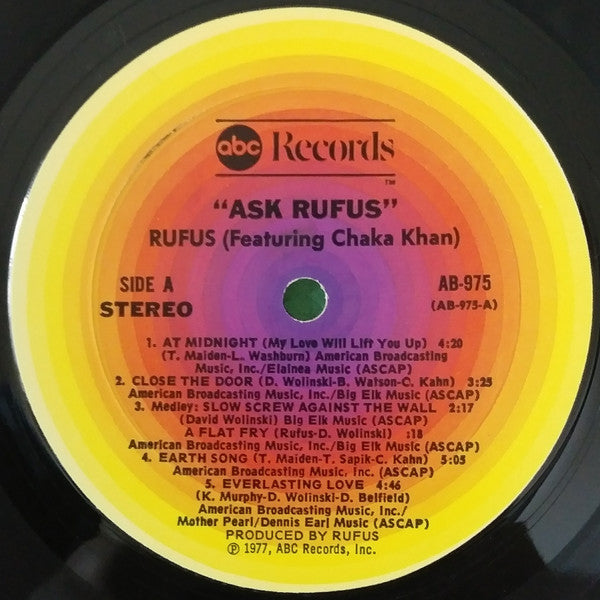 abc Records
TM
"ASK RUFUS"
RUFUS (Featuring Chaka Khan)
SIDE A
STEREO
AB-975
(AB-975-A)
1. AT MIDNIGHT (My Love Will Lift You Up) 4:20
(T. Maiden-L. Washburn) American Broadcasting
Music, Inc./Elainea Music (ASCAP)
2. CLOSE THE DOOR (D. Wolinski-B. Watson-C. Kahn) 3:25
American Broadcasting Music, Inc./Big Elk Music (ASCAP)
3. Medley: SLOW SCREW AGAINST THE WALL 2:17
(David Wolinski) Big Elk Music (ASCAP)
A FLAT FRY (Rufus-D. Wolinski) :18
American Broadcasting Music, Inc./Big Elk Music (ASCAP)
4. EARTH SONG (T. Maiden-T. Sapik-C. Kahn) 5:05
American Broadcasting Music, Inc. (ASCAP)
5. EVERLASTING LOVE 4:46
(K. Murphy-D. Wolinski-D. Belfield)
American Broadcasting Music, Inc./
Mother Pearl/Dennis Earl Music (ASCAP)
PRODUCED BY RUFUS
Ⓟ 1977, ABC Records, Inc.